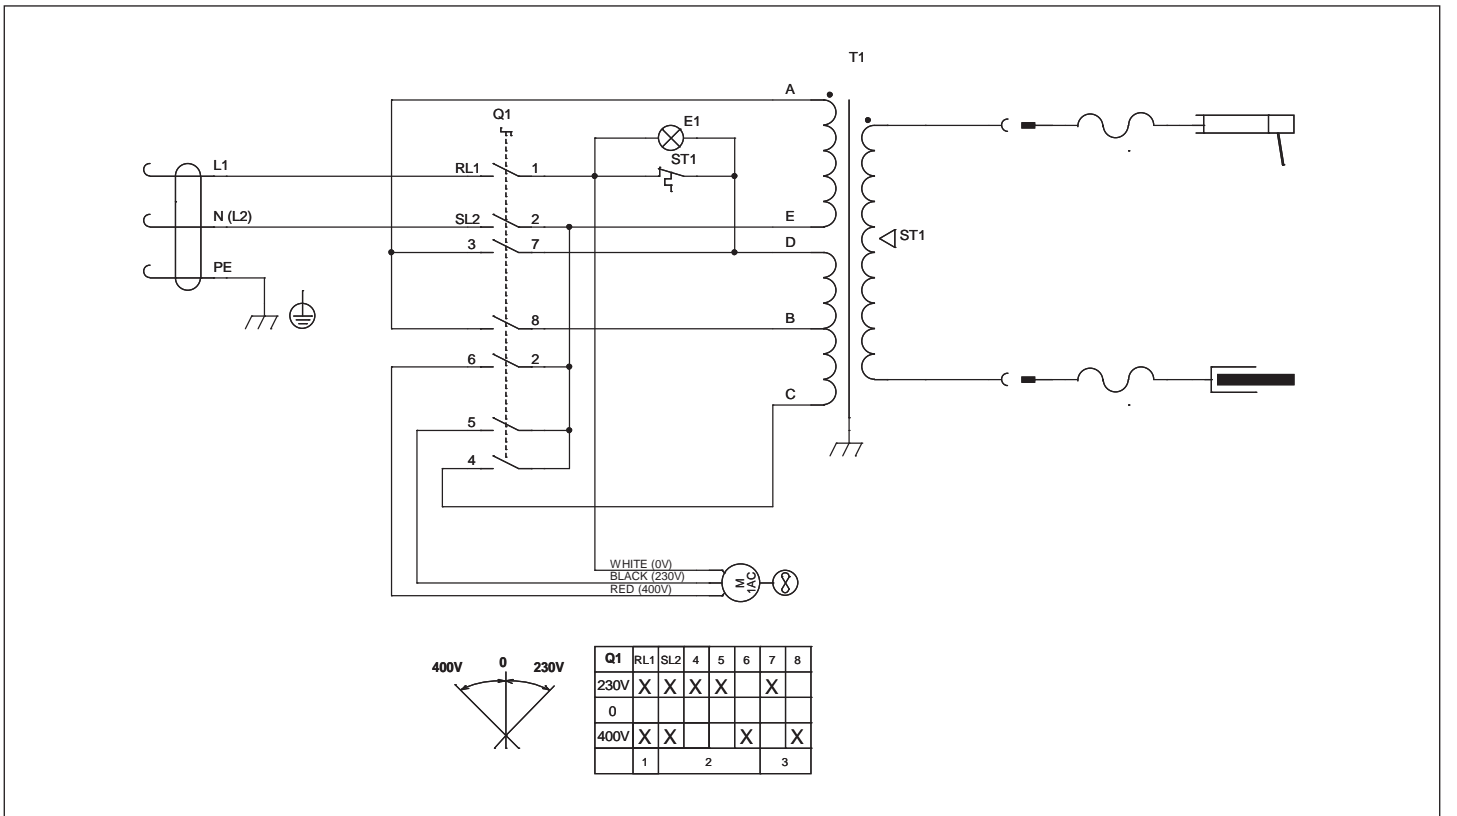 T1
A
Q1
E1
L1
RL1
1
ST1
N (L2)
SL2
2
E
3
7
D
ST1
PE
8
B
6
2
C
5
4
WHITE (0V)
BLACK (230V)
RED (400V)
M
1AC
400V
0
230V
Q1 RL1 SL2 4 5 6 7 8
230V X X X X X
0
400V X X X X
1 2 3